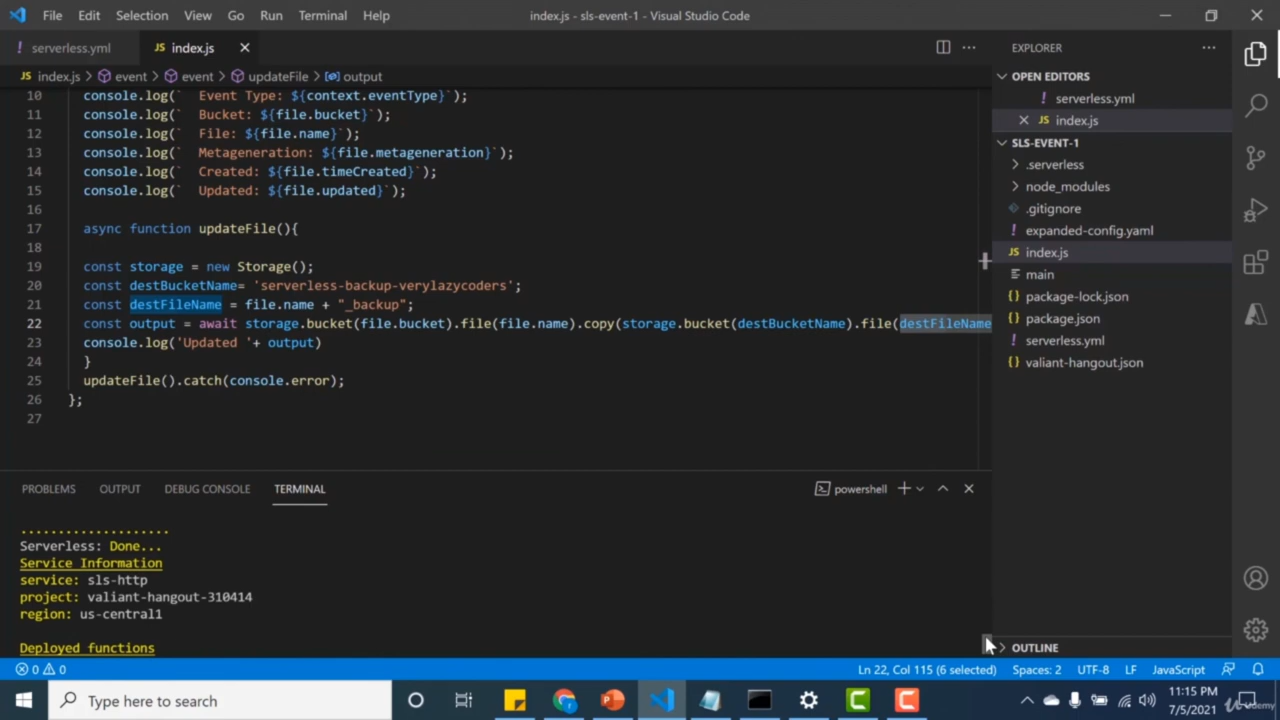 File Edit Selection View Go Run Terminal Help index.js - sls-event-1 - Visual Studio Code
serverless.yml JS index.js
JS index.js > event > event > updateFile > output
10 console.log(`  Event Type: ${context.eventType}`);
11 console.log(`  Bucket: ${file.bucket}`);
12 console.log(`  File: ${file.name}`);
13 console.log(`  Metageneration: ${file.metageneration}`);
14 console.log(`  Created: ${file.timeCreated}`);
15 console.log(`  Updated: ${file.updated}`);
16
17 async function updateFile(){
18
19 const storage = new Storage();
20 const destBucketName= 'serverless-backup-verylazycoders';
21 const destFileName = file.name + "_backup";
22 const output = await storage.bucket(file.bucket).file(file.name).copy(storage.bucket(destBucketName).file(destFileName
23 console.log('Updated '+ output)
24 }
25 updateFile().catch(console.error);
26 };
27
EXPLORER
OPEN EDITORS
! serverless.yml
JS index.js
SLS-EVENT-1
.serverless
node_modules
.gitignore
! expanded-config.yaml
JS index.js
main
{} package-lock.json
{} package.json
! serverless.yml
{} valiant-hangout.json
OUTLINE
PROBLEMS OUTPUT DEBUG CONSOLE TERMINAL powershell
....................
Serverless: Done...
Service Information
service: sls-http
project: valiant-hangout-310414
region: us-central1
Deployed functions
0 0 Ln 22, Col 115 (6 selected) Spaces: 2 UTF-8 LF JavaScript
Type here to search
11:15 PM
7/5/2021
Udemy